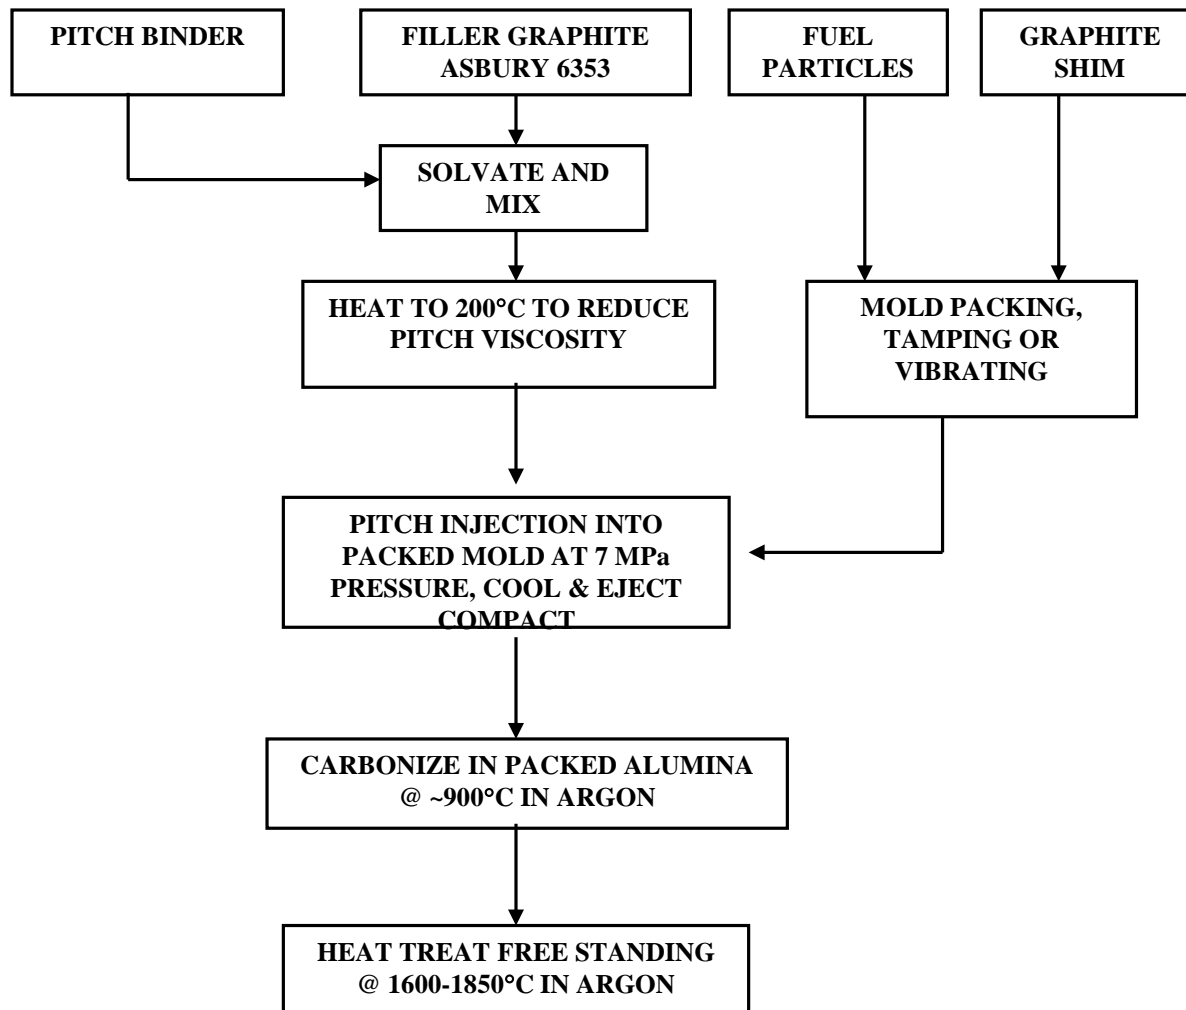 PITCH BINDER
FILLER GRAPHITE
ASBURY 6353
FUEL
PARTICLES
GRAPHITE
SHIM
SOLVATE AND
MIX
HEAT TO 200°C TO REDUCE
PITCH VISCOSITY
MOLD PACKING,
TAMPING OR
VIBRATING
PITCH INJECTION INTO
PACKED MOLD AT 7 MPa
PRESSURE, COOL & EJECT
COMPACT
CARBONIZE IN PACKED ALUMINA
@ ~900°C IN ARGON
HEAT TREAT FREE STANDING
@ 1600-1850°C IN ARGON